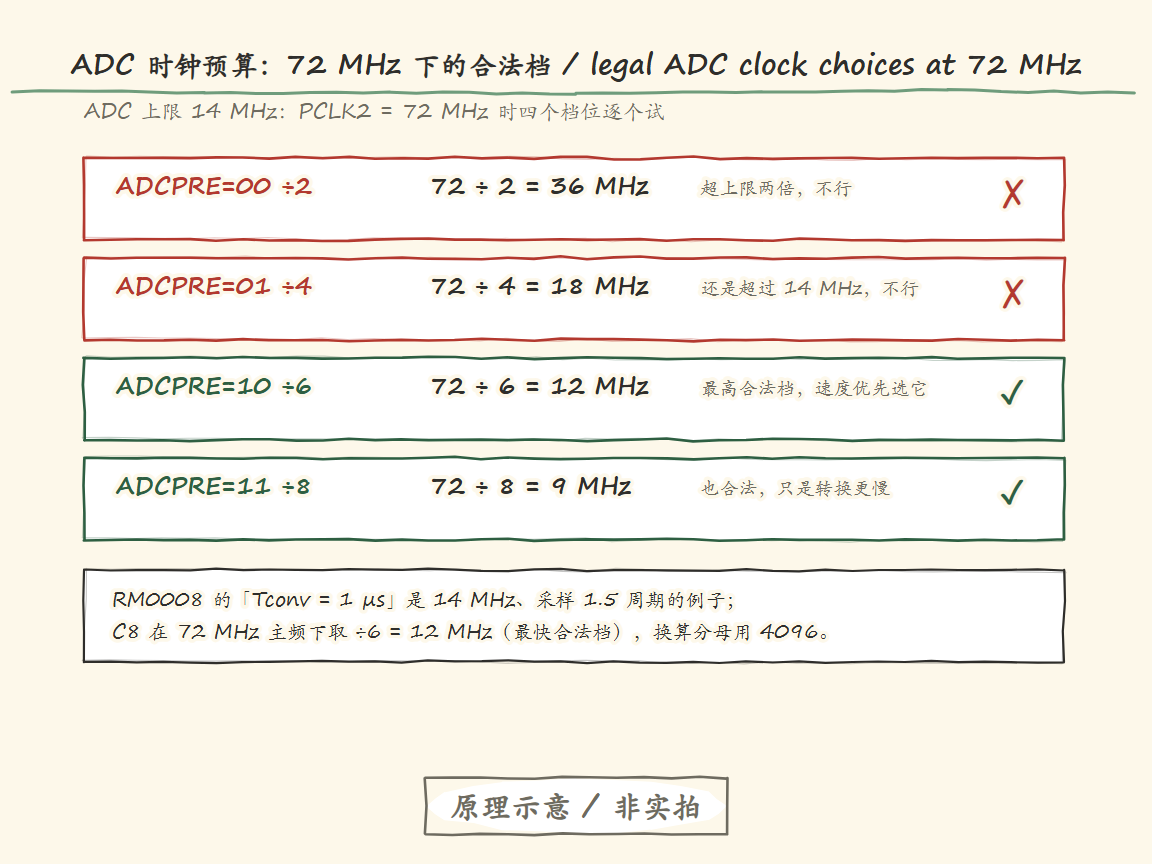 ADC 时钟预算：72 MHz 下的合法档 / legal ADC clock choices at 72 MHz
ADC 上限 14 MHz：PCLK2 = 72 MHz 时四个档位逐个试
ADCPRE=00 ÷2 72 ÷ 2 = 36 MHz 超上限两倍，不行 ✗
ADCPRE=01 ÷4 72 ÷ 4 = 18 MHz 还是超过 14 MHz，不行 ✗
ADCPRE=10 ÷6 72 ÷ 6 = 12 MHz 最高合法档，速度优先选它 ✓
ADCPRE=11 ÷8 72 ÷ 8 = 9 MHz 也合法，只是转换更慢 ✓
RM0008 的「Tconv = 1 µs」是 14 MHz、采样 1.5 周期的例子；
C8 在 72 MHz 主频下取 ÷6 = 12 MHz（最快合法档），换算分母用 4096。
原理示意 / 非实拍